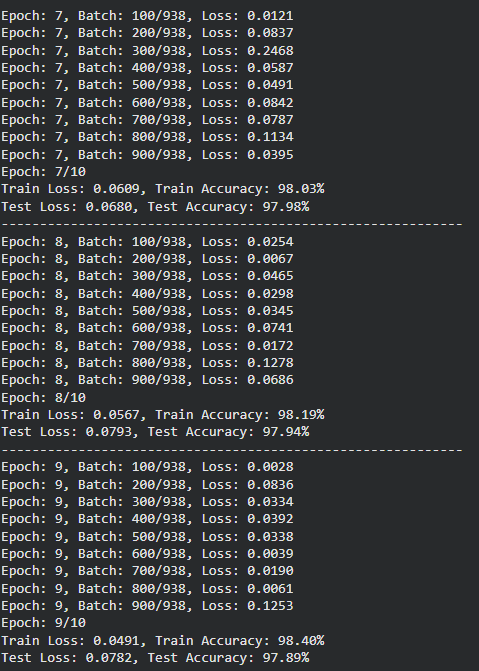 Epoch: 7, Batch: 100/938, Loss: 0.0121
Epoch: 7, Batch: 200/938, Loss: 0.0837
Epoch: 7, Batch: 300/938, Loss: 0.2468
Epoch: 7, Batch: 400/938, Loss: 0.0587
Epoch: 7, Batch: 500/938, Loss: 0.0491
Epoch: 7, Batch: 600/938, Loss: 0.0842
Epoch: 7, Batch: 700/938, Loss: 0.0787
Epoch: 7, Batch: 800/938, Loss: 0.1134
Epoch: 7, Batch: 900/938, Loss: 0.0395
Epoch: 7/10
Train Loss: 0.0609, Train Accuracy: 98.03%
Test Loss: 0.0680, Test Accuracy: 97.98%
------------------------------------------------------------
Epoch: 8, Batch: 100/938, Loss: 0.0254
Epoch: 8, Batch: 200/938, Loss: 0.0067
Epoch: 8, Batch: 300/938, Loss: 0.0465
Epoch: 8, Batch: 400/938, Loss: 0.0298
Epoch: 8, Batch: 500/938, Loss: 0.0345
Epoch: 8, Batch: 600/938, Loss: 0.0741
Epoch: 8, Batch: 700/938, Loss: 0.0172
Epoch: 8, Batch: 800/938, Loss: 0.1278
Epoch: 8, Batch: 900/938, Loss: 0.0686
Epoch: 8/10
Train Loss: 0.0567, Train Accuracy: 98.19%
Test Loss: 0.0793, Test Accuracy: 97.94%
------------------------------------------------------------
Epoch: 9, Batch: 100/938, Loss: 0.0028
Epoch: 9, Batch: 200/938, Loss: 0.0836
Epoch: 9, Batch: 300/938, Loss: 0.0334
Epoch: 9, Batch: 400/938, Loss: 0.0392
Epoch: 9, Batch: 500/938, Loss: 0.0338
Epoch: 9, Batch: 600/938, Loss: 0.0039
Epoch: 9, Batch: 700/938, Loss: 0.0190
Epoch: 9, Batch: 800/938, Loss: 0.0061
Epoch: 9, Batch: 900/938, Loss: 0.1253
Epoch: 9/10
Train Loss: 0.0491, Train Accuracy: 98.40%
Test Loss: 0.0782, Test Accuracy: 97.89%